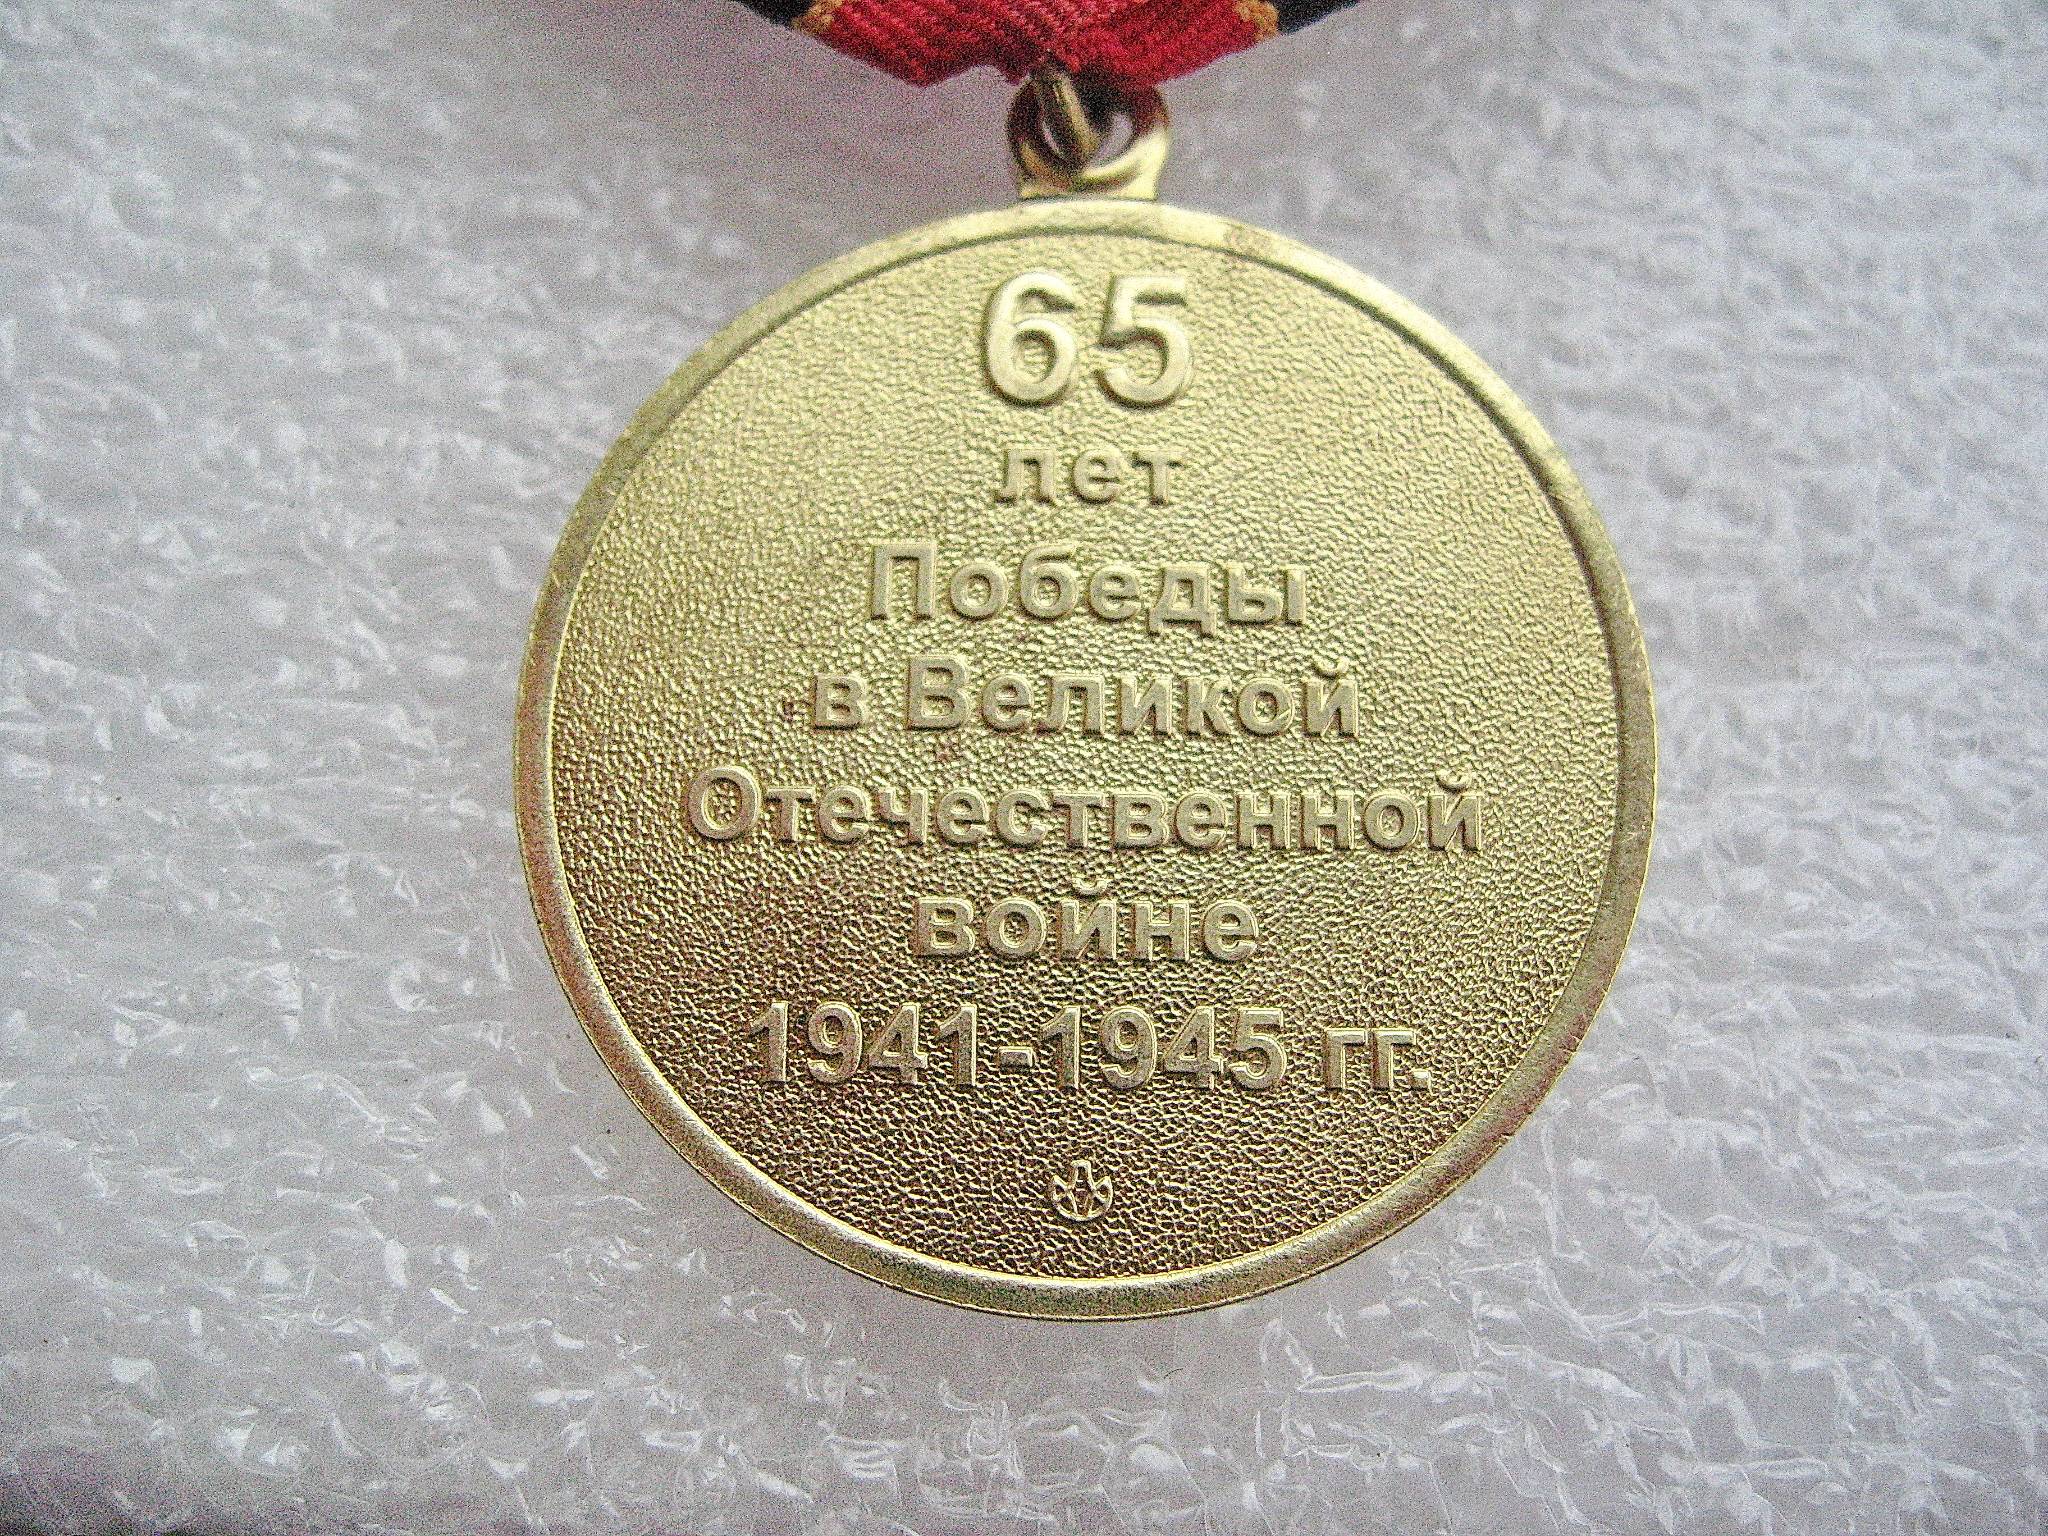 65
лет
Победы
в Великой
Отечественной
войне
1941-1945 гг.